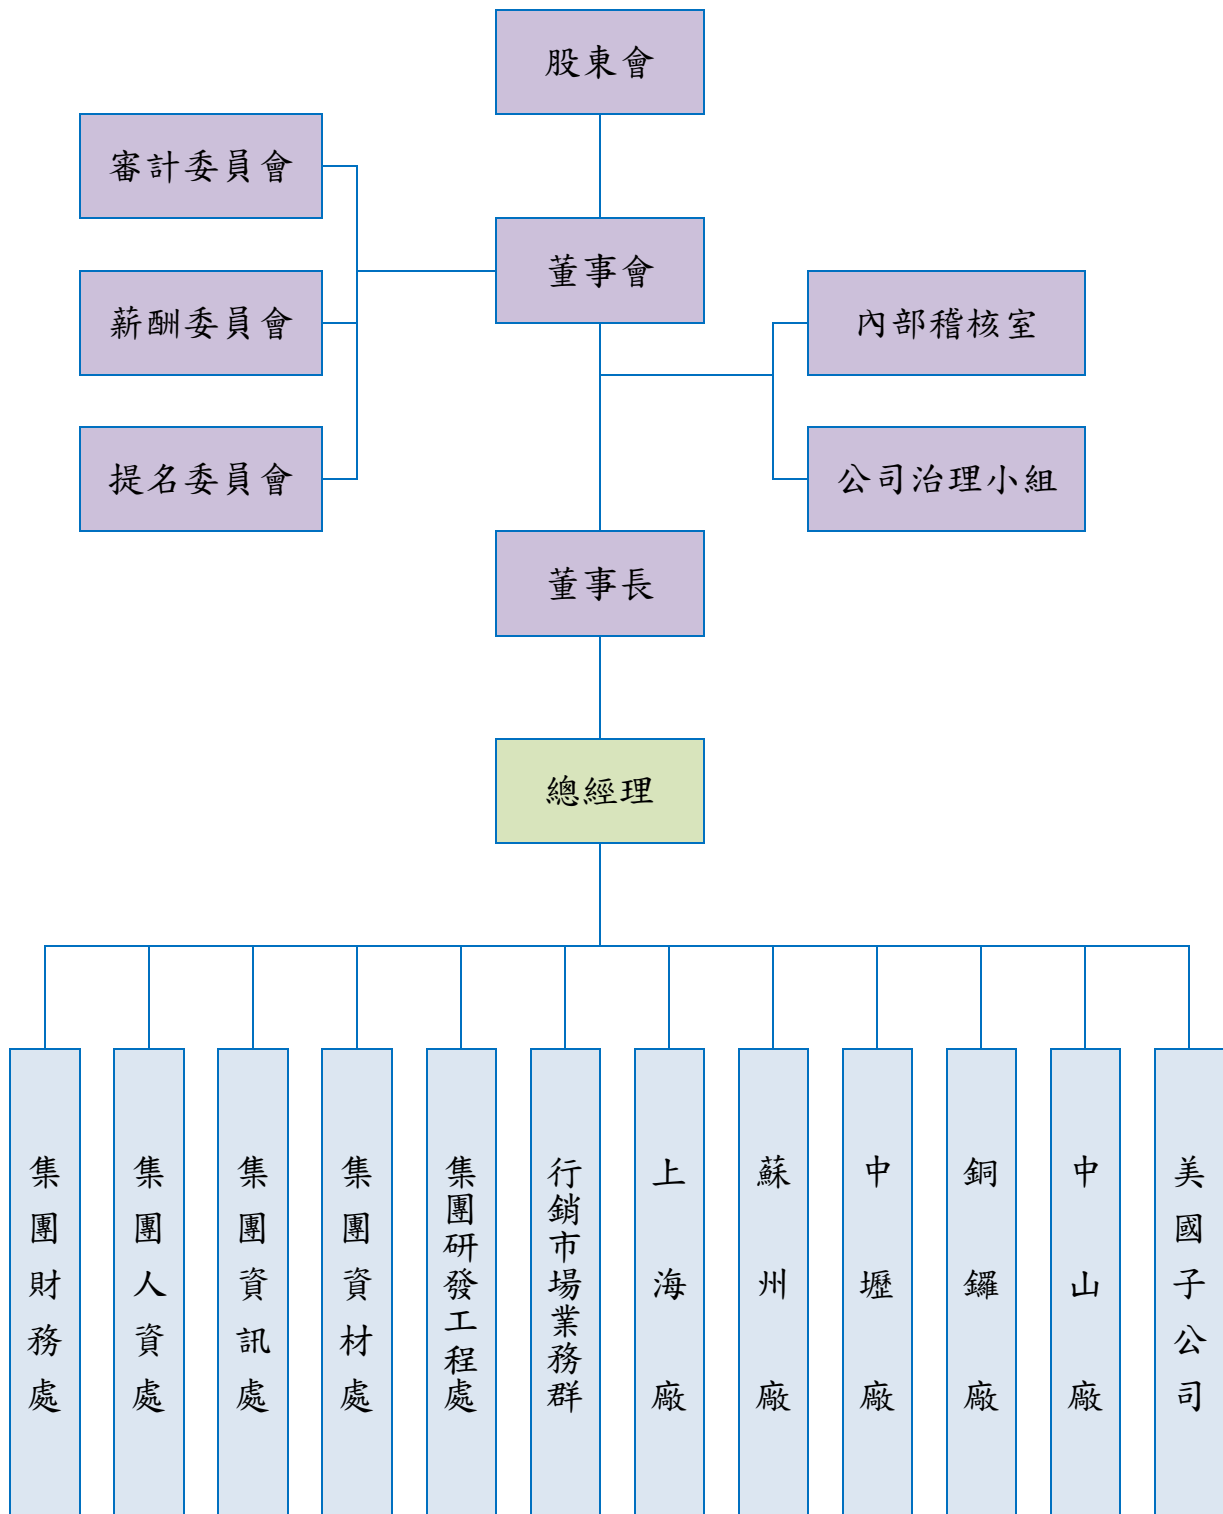 股東會
審計委員會
董事會
薪酬委員會
內部稽核室
提名委員會
公司治理小組
董事長
總經理
集團財務處
集團人資處
集團資訊處
集團資材處
集團研發工程處
行銷市場業務群
上海廠
蘇州廠
中壢廠
銅鑼廠
中山廠
美國子公司